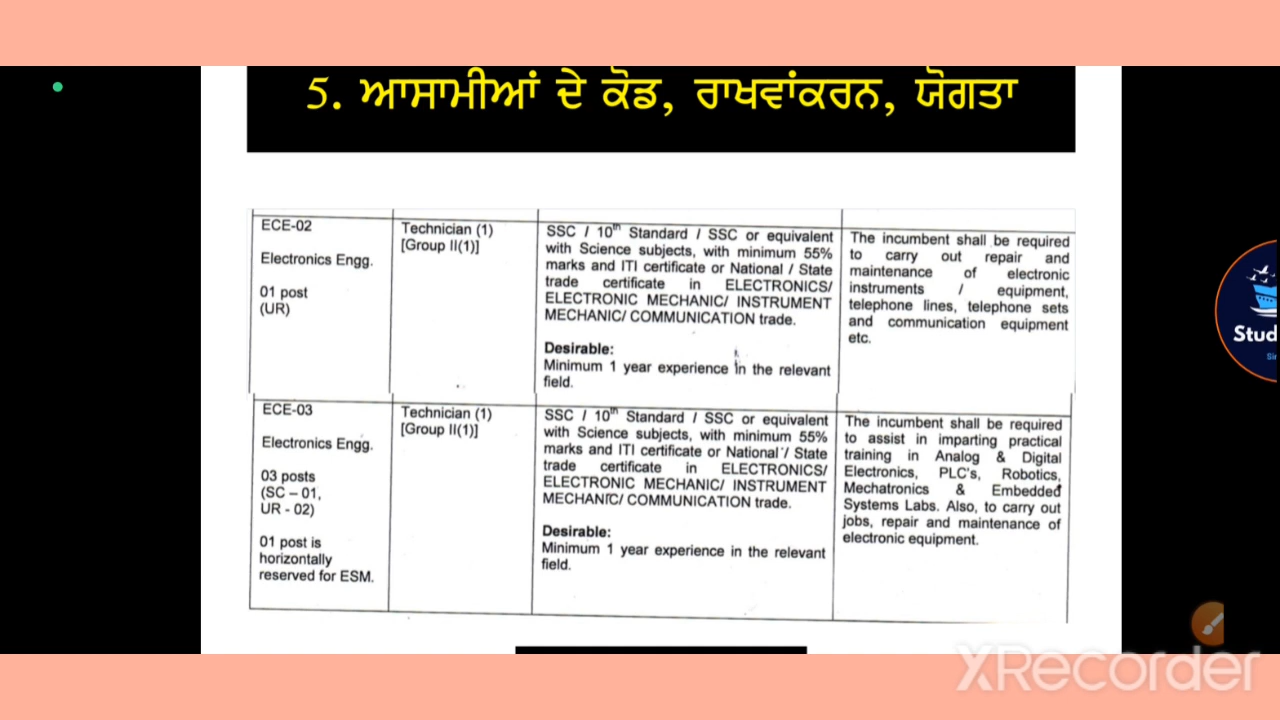 5. ਆਸਾਮੀਆਂ ਦੇ ਕੋਡ, ਰਾਖਵਾਂਕਰਨ, ਯੋਗਤਾ
ECE-02
Electronics Engg.
01 post
(UR)
Technician (1)
[Group II(1)]
SSC / 10th Standard / SSC or equivalent
with Science subjects, with minimum 55%
marks and ITI certificate or National / State
trade certificate in ELECTRONICS/
ELECTRONIC MECHANIC/ INSTRUMENT
MECHANIC/ COMMUNICATION trade.
Desirable:
Minimum 1 year experience in the relevant
field.
The incumbent shall be required
to carry out repair and
maintenance of electronic
instruments / equipment,
telephone lines, telephone sets
and communication equipment
etc.
ECE-03
Electronics Engg.
03 posts
(SC – 01,
UR - 02)
01 post is
horizontally
reserved for ESM.
Technician (1)
[Group II(1)]
SSC / 10th Standard / SSC or equivalent
with Science subjects, with minimum 55%
marks and ITI certificate or National / State
trade certificate in ELECTRONICS/
ELECTRONIC MECHANIC/ INSTRUMENT
MECHANIC/ COMMUNICATION trade.
Desirable:
Minimum 1 year experience in the relevant
field.
The incumbent shall be required
to assist in imparting practical
training in Analog & Digital
Electronics, PLC's, Robotics,
Mechatronics & Embedded
Systems Labs. Also, to carry out
jobs, repair and maintenance of
electronic equipment.
Stud
XRecorder